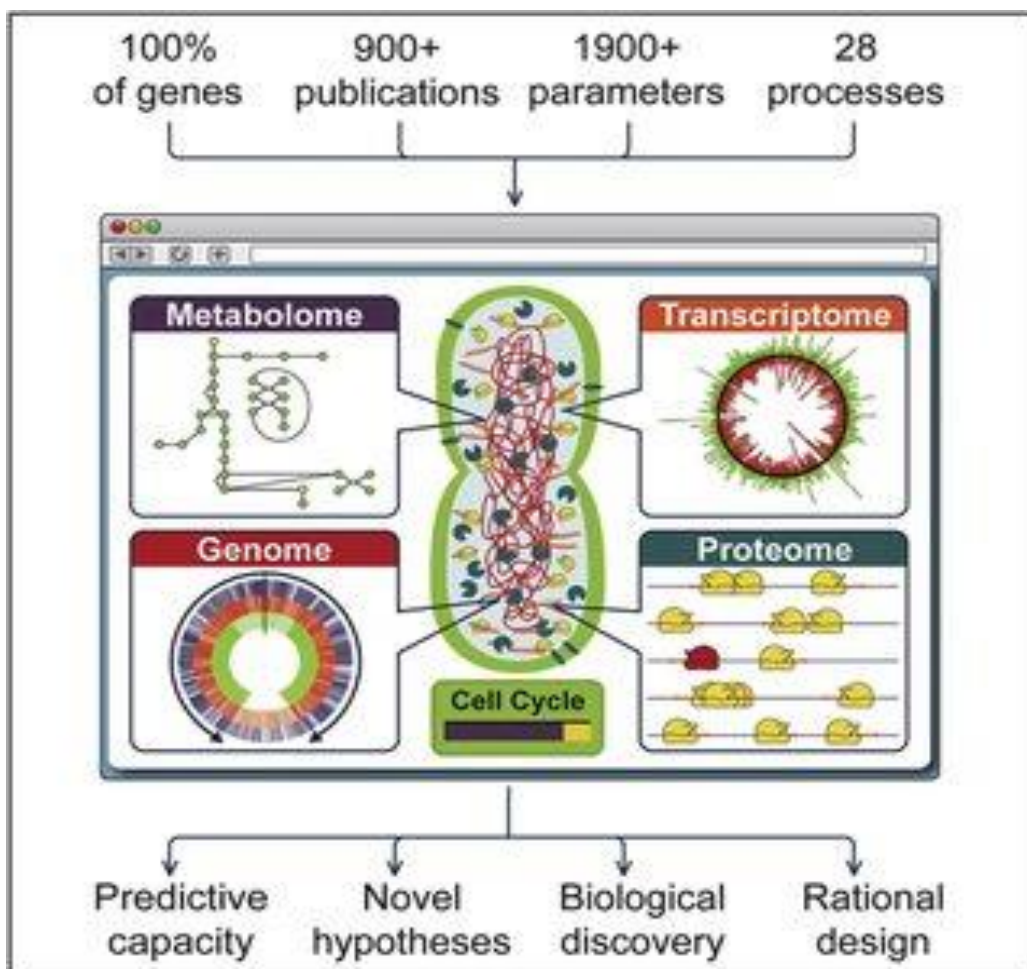 100%
of genes
900+
publications
1900+
parameters
28
processes
Metabolome
Transcriptome
Genome
Proteome
Cell Cycle
Predictive
capacity
Novel
hypotheses
Biological
discovery
Rational
design